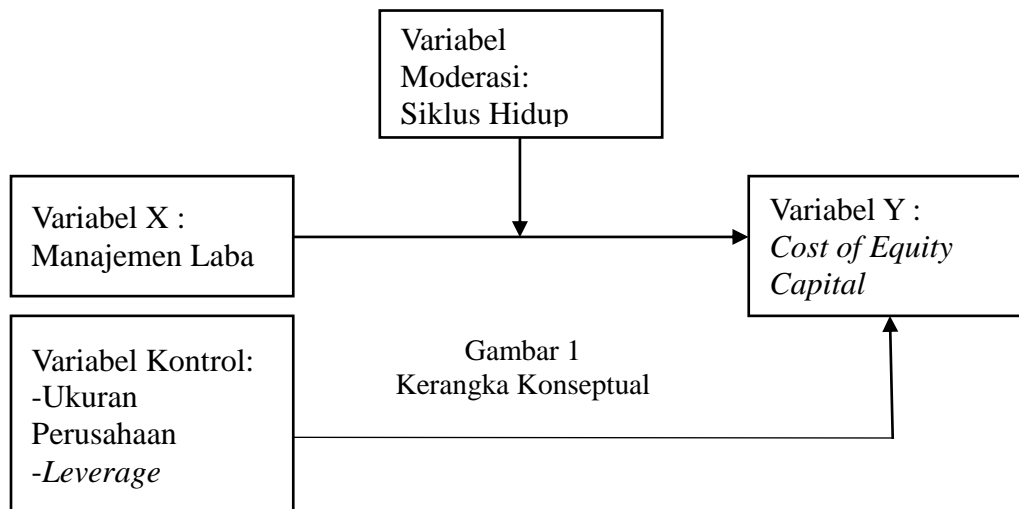 Variabel
Moderasi:
Siklus Hidup
Variabel X :
Manajemen Laba
Variabel Y :
Cost of Equity
Capital
Variabel Kontrol:
-Ukuran
Perusahaan
-Leverage
Gambar 1
Kerangka Konseptual